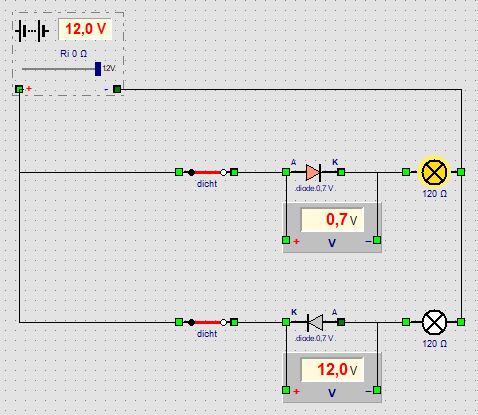 12,0 V
Ri 0 Ω
12V
+ -
A K
dicht
.diode.0,7 V.
120 Ω
0,7 V
+ V −
K A
dicht
.diode.0,7 V.
120 Ω
12,0 V
+ V −